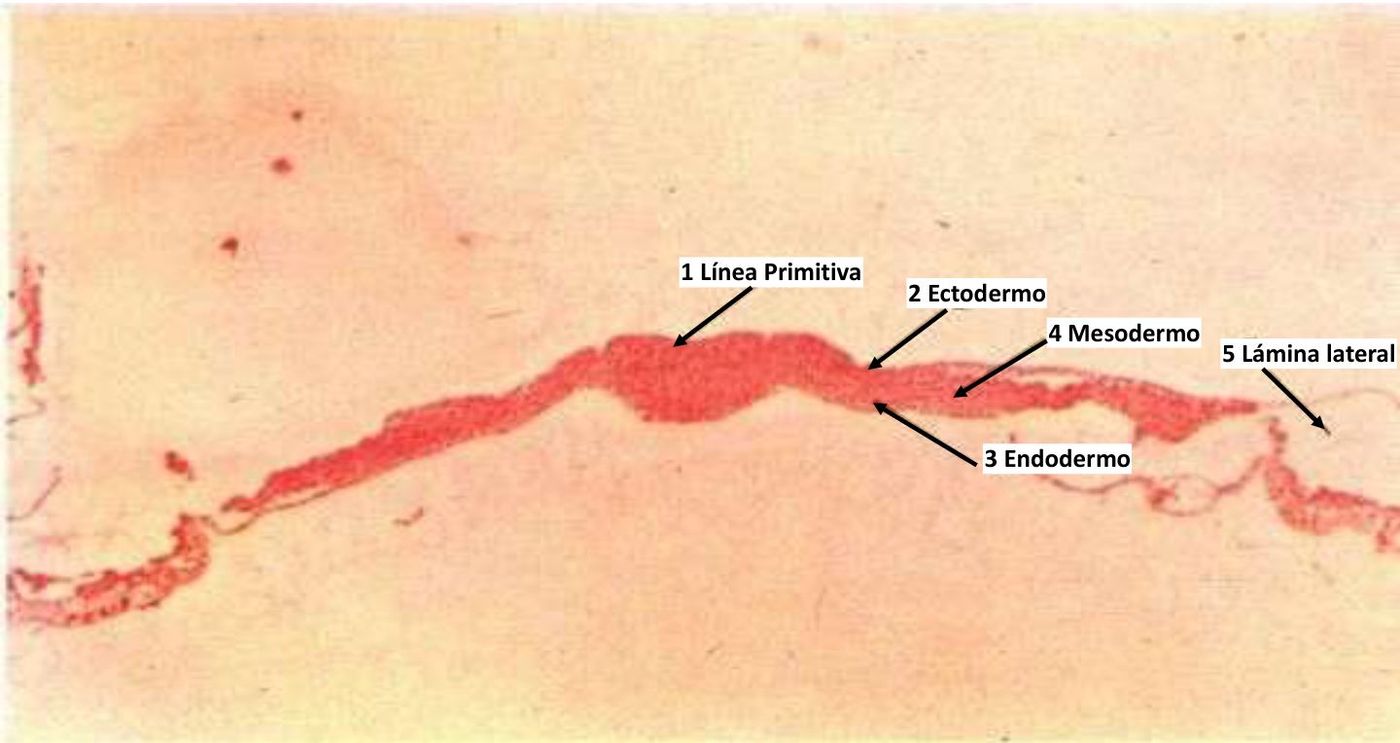 1 Línea Primitiva
2 Ectodermo
4 Mesodermo
5 Lámina lateral
3 Endodermo